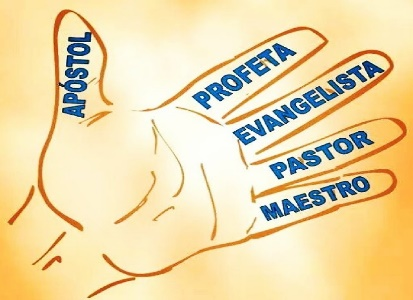 APÓSTOL
PROFETA
EVANGELISTA
PASTOR
MAESTRO